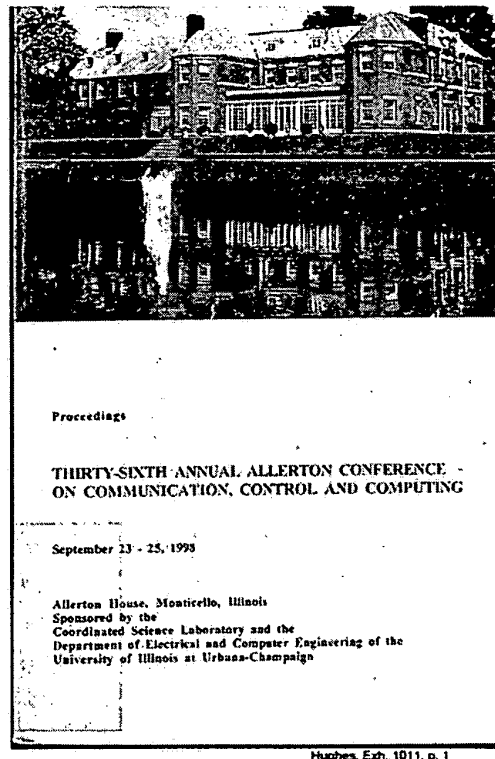 Proceedings
THIRTY-SIXTH ANNUAL ALLERTON CONFERENCE
ON COMMUNICATION, CONTROL AND COMPUTING
September 23 - 25, 1998
Allerton House, Monticello, Illinois
Sponsored by the
Coordinated Science Laboratory and the
Department of Electrical and Computer Engineering of the
University of Illinois at Urbana-Champaign
Hughes, Exh. 1011, p. 1